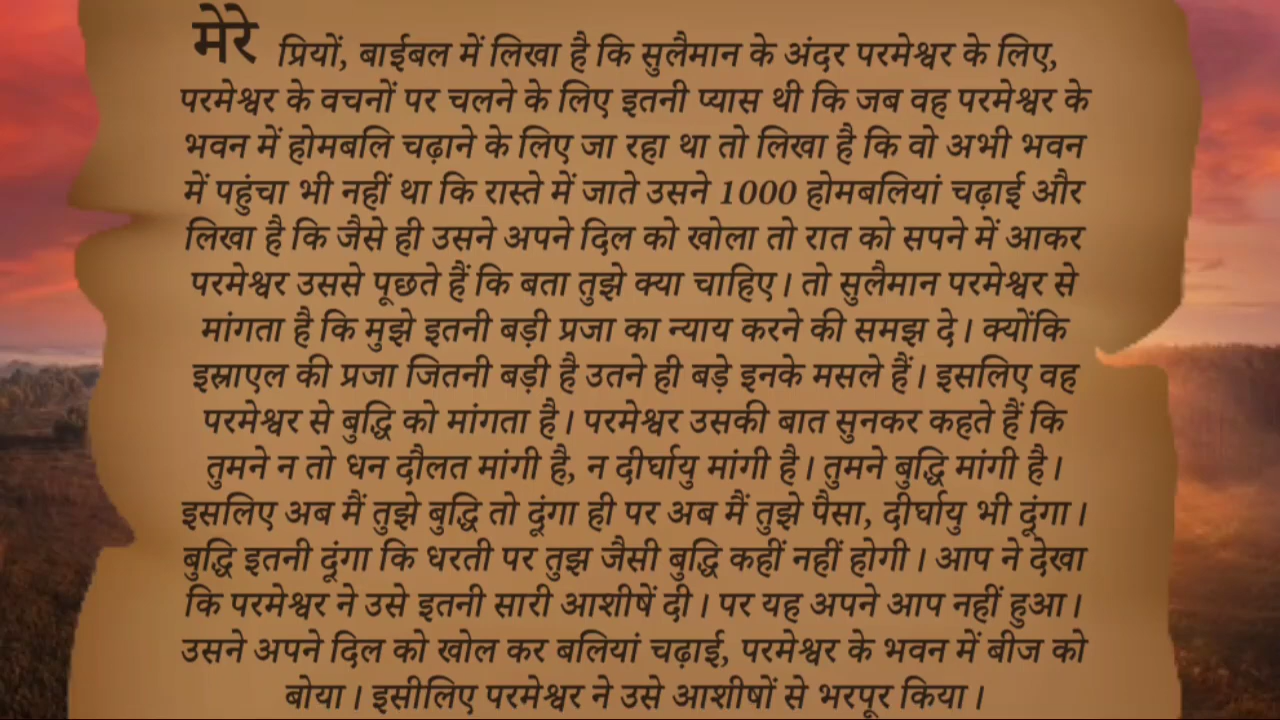 मेरे प्रियों, बाईबल में लिखा है कि सुलैमान के अंदर परमेश्वर के लिए,
परमेश्वर के वचनों पर चलने के लिए इतनी प्यास थी कि जब वह परमेश्वर के
भवन में होमबलि चढ़ाने के लिए जा रहा था तो लिखा है कि वो अभी भवन
में पहुंचा भी नहीं था कि रास्ते में जाते उसने 1000 होमबलियां चढ़ाई और
लिखा है कि जैसे ही उसने अपने दिल को खोला तो रात को सपने में आकर
परमेश्वर उससे पूछते हैं कि बता तुझे क्या चाहिए। तो सुलैमान परमेश्वर से
मांगता है कि मुझे इतनी बड़ी प्रजा का न्याय करने की समझ दे। क्योंकि
इस्राएल की प्रजा जितनी बड़ी है उतने ही बड़े इनके मसले हैं। इसलिए वह
परमेश्वर से बुद्धि को मांगता है। परमेश्वर उसकी बात सुनकर कहते हैं कि
तुमने न तो धन दौलत मांगी है, न दीर्घायु मांगी है। तुमने बुद्धि मांगी है।
इसलिए अब मैं तुझे बुद्धि तो दूंगा ही पर अब मैं तुझे पैसा, दीर्घायु भी दूंगा।
बुद्धि इतनी दूंगा कि धरती पर तुझ जैसी बुद्धि कहीं नहीं होगी। आप ने देखा
कि परमेश्वर ने उसे इतनी सारी आशीषें दी। पर यह अपने आप नहीं हुआ।
उसने अपने दिल को खोल कर बलियां चढ़ाई, परमेश्वर के भवन में बीज को
बोया। इसीलिए परमेश्वर ने उसे आशीषों से भरपूर किया।